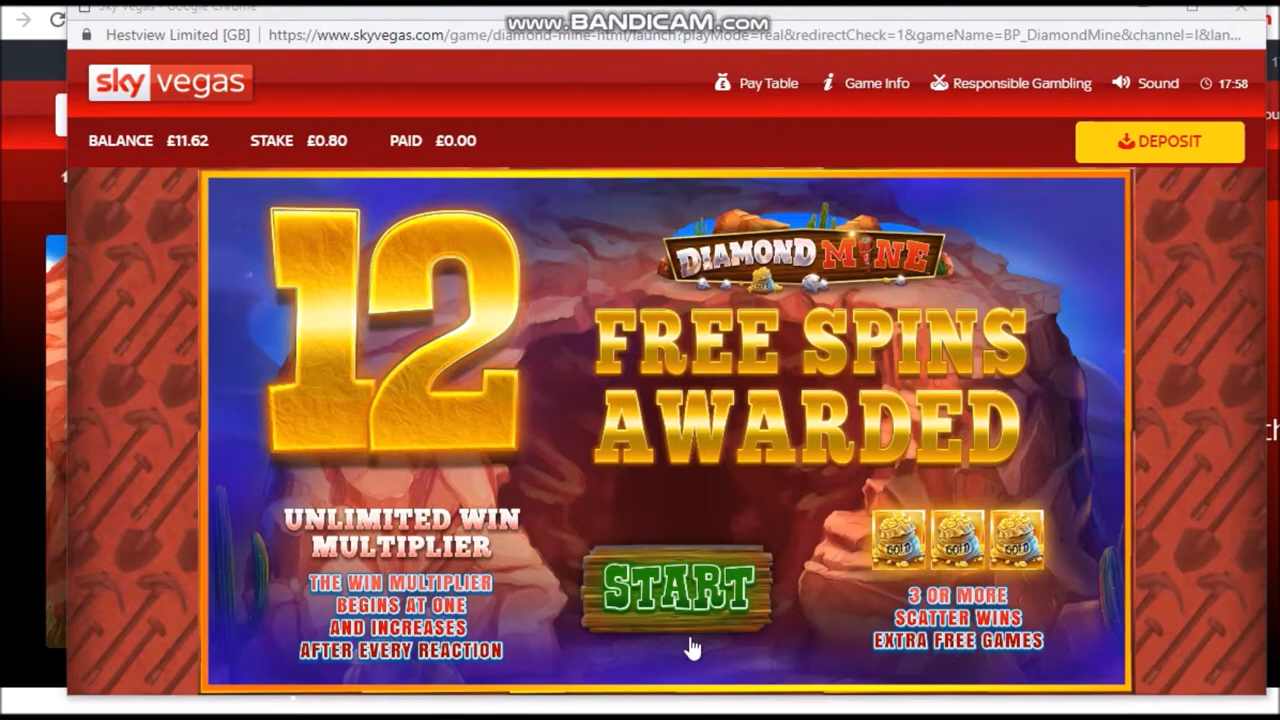 Sky Vegas - Google Chrome
www.BANDICAM.com
Hestview Limited [GB] | https://www.skyvegas.com/game/diamond-mine-html/launch?playMode=real&redirectCheck=1&gameName=BP_DiamondMine&channel=I&lan...
sky vegas
Pay Table
Game Info
Responsible Gambling
Sound
17:58
BALANCE £11.62
STAKE £0.80
PAID £0.00
DEPOSIT
12
DIAMOND MINE
FREE SPINS
AWARDED
UNLIMITED WIN
MULTIPLIER
THE WIN MULTIPLIER
BEGINS AT ONE
AND INCREASES
AFTER EVERY REACTION
START
GOLD GOLD GOLD
3 OR MORE
SCATTER WINS
EXTRA FREE GAMES